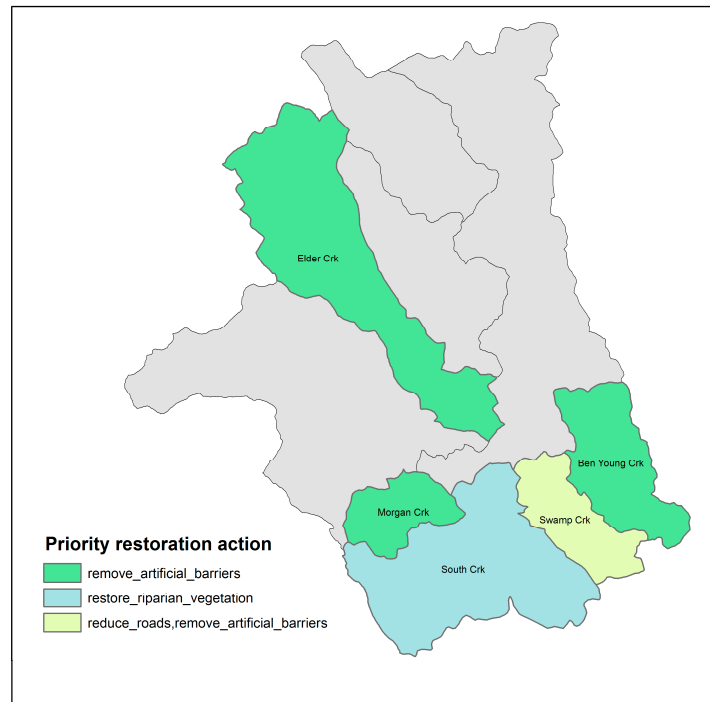 Elder Crk
Ben Young Crk
Morgan Crk
Swamp Crk
South Crk
Priority restoration action
remove_artificial_barriers
restore_riparian_vegetation
reduce_roads,remove_artificial_barriers